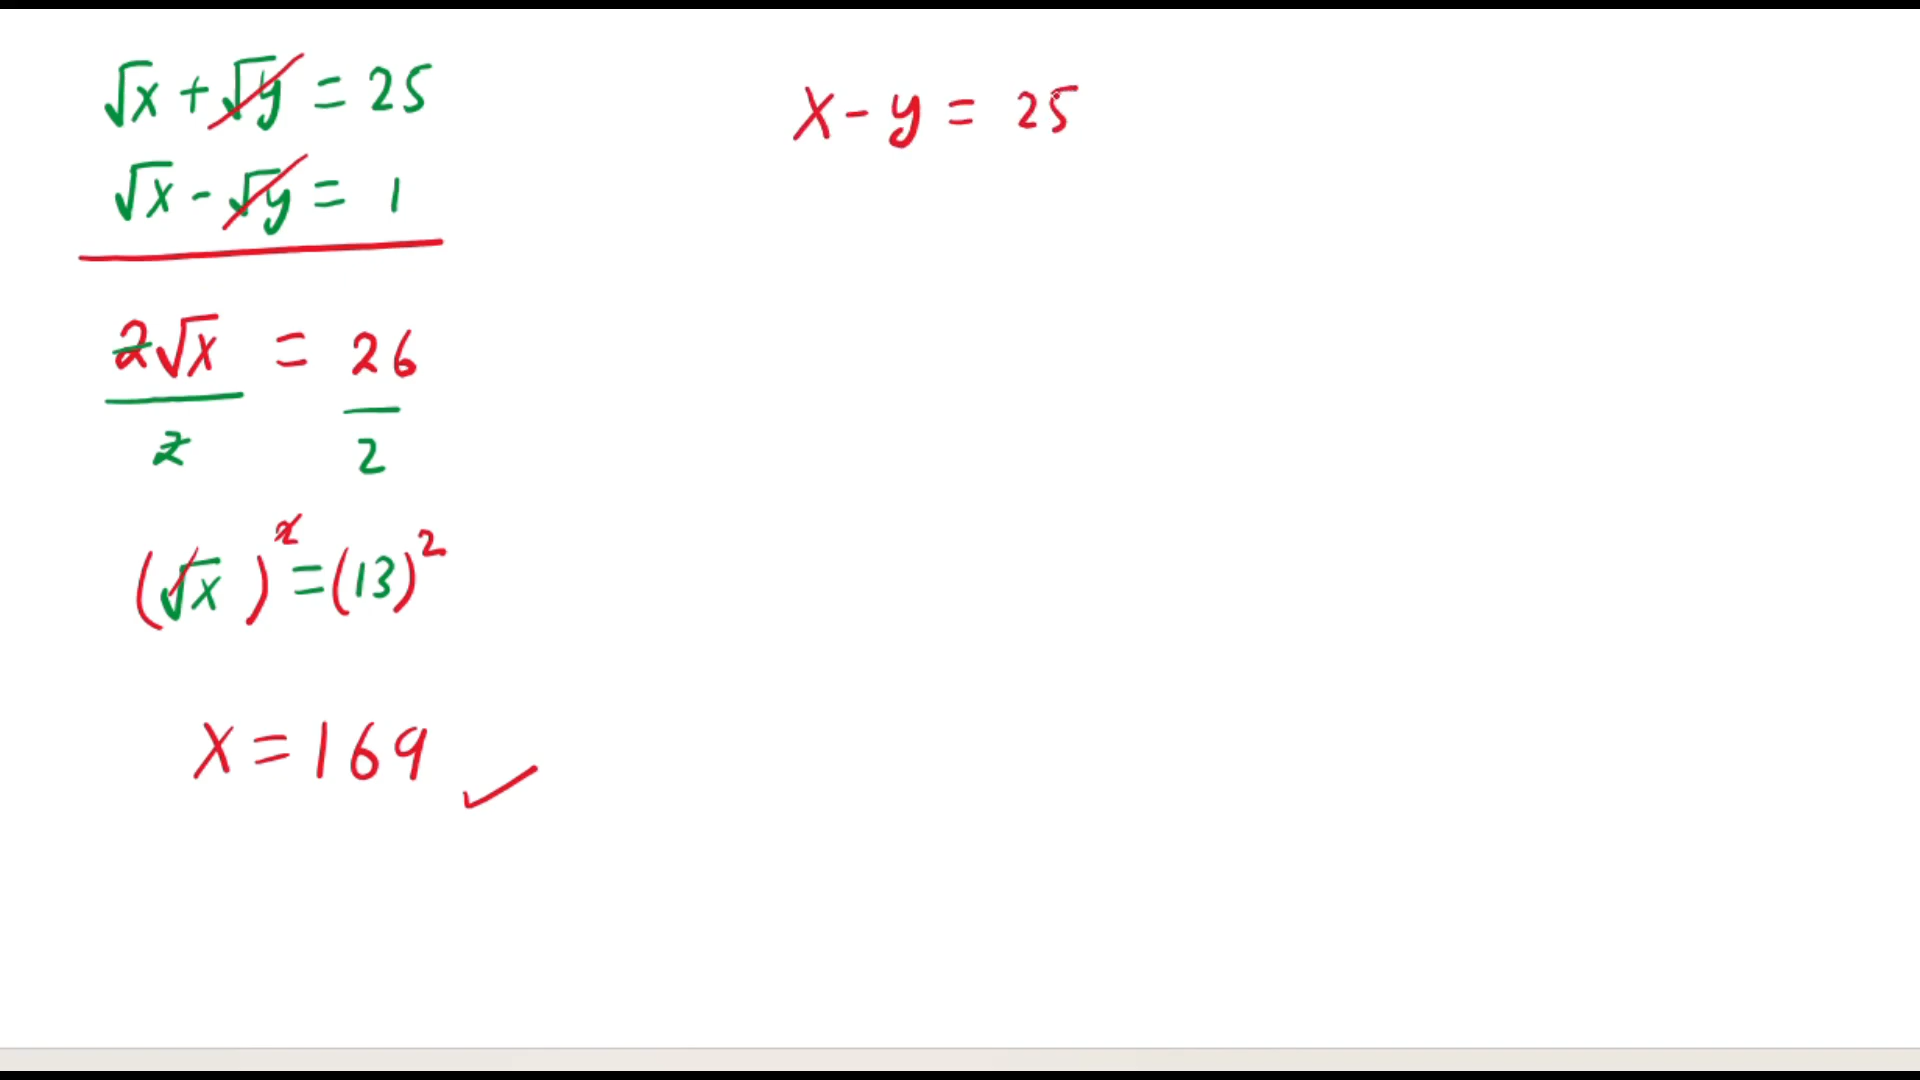 √x + √y = 25
√x - √y = 1
2√x = 26
2 2
(√x)² = (13)²
X = 169
X - y = 25